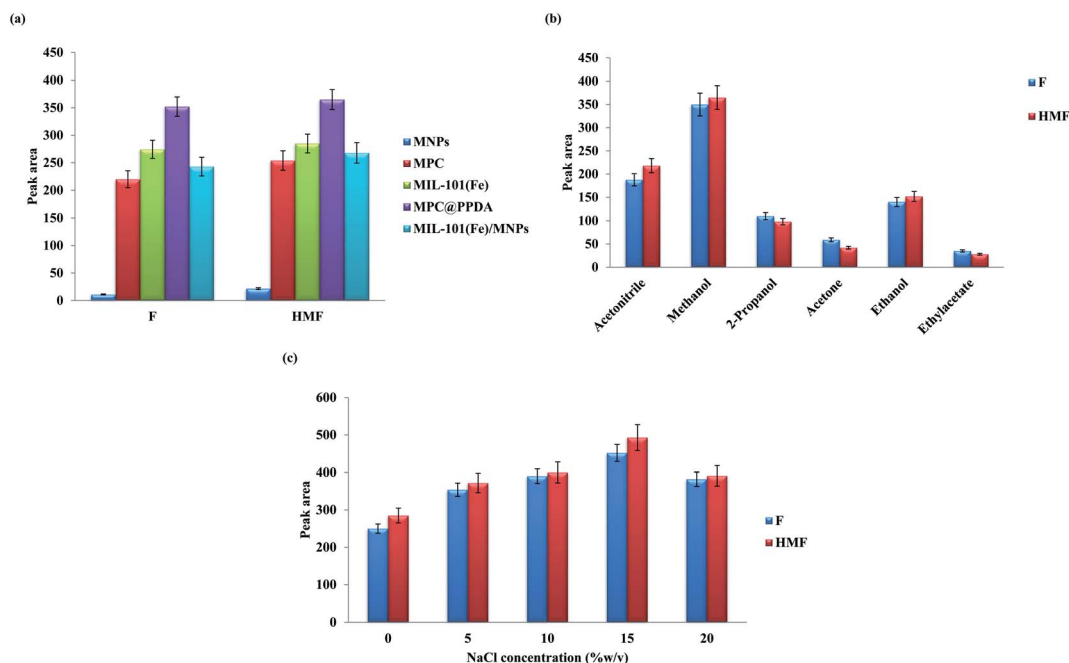 (a)
Peak area
450
400
350
300
250
200
150
100
50
0
F
HMF
MNPs
MPC
MIL-101(Fe)
MPC@PPDA
MIL-101(Fe)/MNPs
(b)
Peak area
450
400
350
300
250
200
150
100
50
0
Acetonitrile
Methanol
2-Propanol
Acetone
Ethanol
Ethylacetate
F
HMF
(c)
Peak area
600
500
400
300
200
100
0
0 5 10 15 20
NaCl concentration (%w/v)
F
HMF